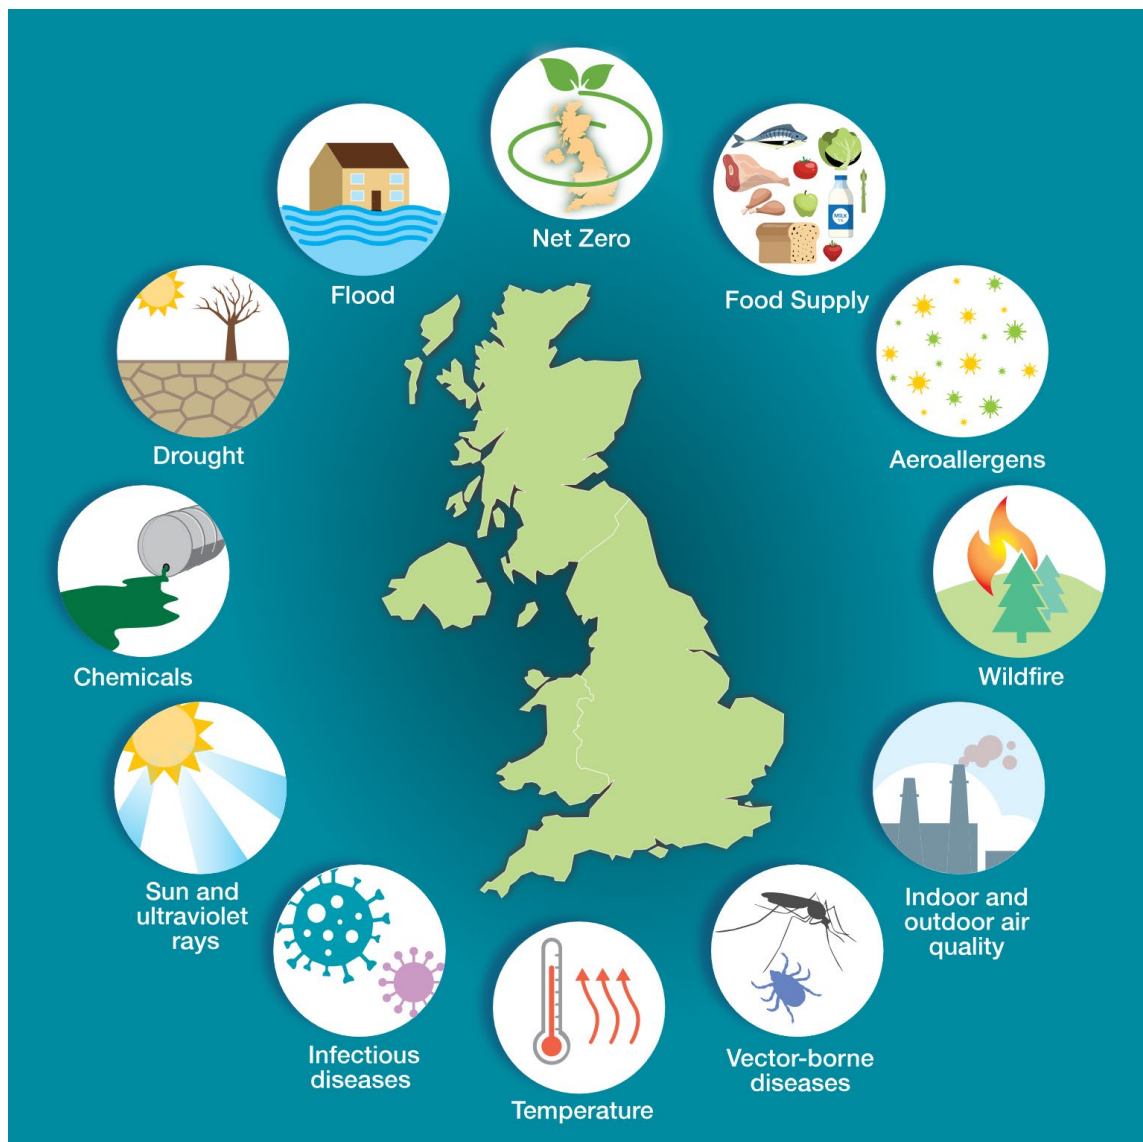 Net Zero
Flood
Food Supply
MILK
Drought
Aeroallergens
Chemicals
Wildfire
Sun and
ultraviolet
rays
Indoor and
outdoor air
quality
Infectious
diseases
Vector-borne
diseases
Temperature